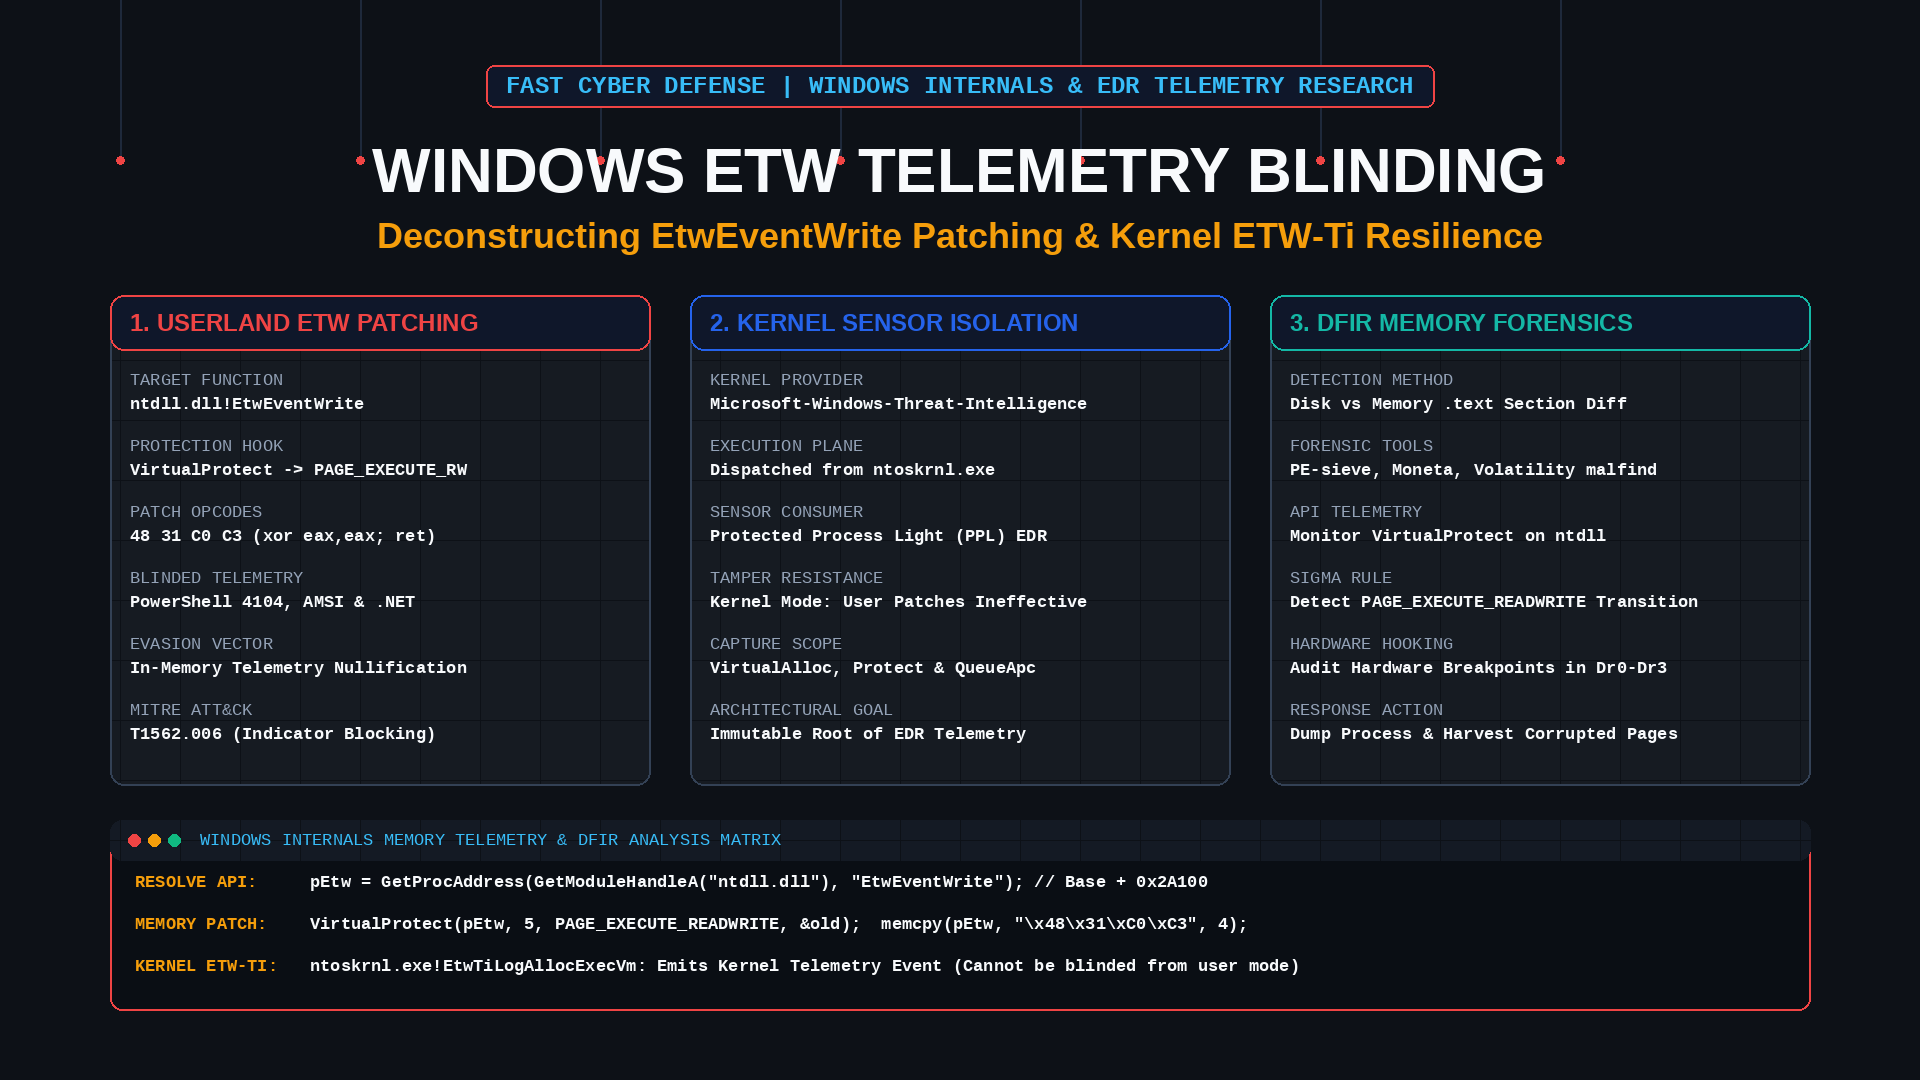 FAST CYBER DEFENSE | WINDOWS INTERNALS & EDR TELEMETRY RESEARCH
WINDOWS ETW TELEMETRY BLINDING
Deconstructing EtwEventWrite Patching & Kernel ETW-Ti Resilience
1. USERLAND ETW PATCHING
TARGET FUNCTION
ntdll.dll!EtwEventWrite
PROTECTION HOOK
VirtualProtect -> PAGE_EXECUTE_RW
PATCH OPCODES
48 31 C0 C3 (xor eax,eax; ret)
BLINDED TELEMETRY
PowerShell 4104, AMSI & .NET
EVASION VECTOR
In-Memory Telemetry Nullification
MITRE ATT&CK
T1562.006 (Indicator Blocking)
2. KERNEL SENSOR ISOLATION
KERNEL PROVIDER
Microsoft-Windows-Threat-Intelligence
EXECUTION PLANE
Dispatched from ntoskrnl.exe
SENSOR CONSUMER
Protected Process Light (PPL) EDR
TAMPER RESISTANCE
Kernel Mode: User Patches Ineffective
CAPTURE SCOPE
VirtualAlloc, Protect & QueueApc
ARCHITECTURAL GOAL
Immutable Root of EDR Telemetry
3. DFIR MEMORY FORENSICS
DETECTION METHOD
Disk vs Memory .text Section Diff
FORENSIC TOOLS
PE-sieve, Moneta, Volatility malfind
API TELEMETRY
Monitor VirtualProtect on ntdll
SIGMA RULE
Detect PAGE_EXECUTE_READWRITE Transition
HARDWARE HOOKING
Audit Hardware Breakpoints in Dr0-Dr3
RESPONSE ACTION
Dump Process & Harvest Corrupted Pages
WINDOWS INTERNALS MEMORY TELEMETRY & DFIR ANALYSIS MATRIX
RESOLVE API: pEtw = GetProcAddress(GetModuleHandleA("ntdll.dll"), "EtwEventWrite"); // Base + 0x2A100
MEMORY PATCH: VirtualProtect(pEtw, 5, PAGE_EXECUTE_READWRITE, &old);  memcpy(pEtw, "\x48\x31\xC0\xC3", 4);
KERNEL ETW-TI: ntoskrnl.exe!EtwTiLogAllocExecVm: Emits Kernel Telemetry Event (Cannot be blinded from user mode)